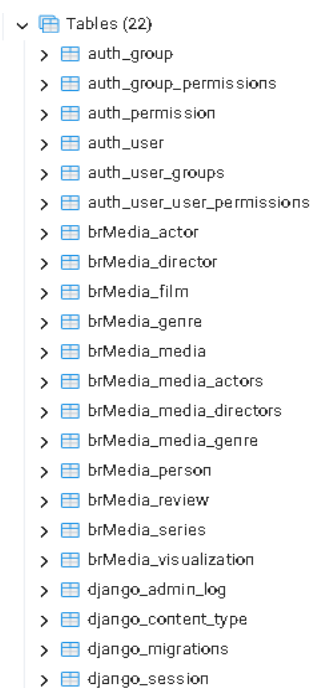 Tables (22)
auth_group
auth_group_permissions
auth_permission
auth_user
auth_user_groups
auth_user_user_permissions
brMedia_actor
brMedia_director
brMedia_film
brMedia_genre
brMedia_media
brMedia_media_actors
brMedia_media_directors
brMedia_media_genre
brMedia_person
brMedia_review
brMedia_series
brMedia_visualization
django_admin_log
django_content_type
django_migrations
django_session